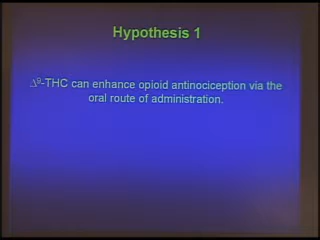 Hypothesis 1
Δ⁹-THC can enhance opioid antinociception via the
oral route of administration.